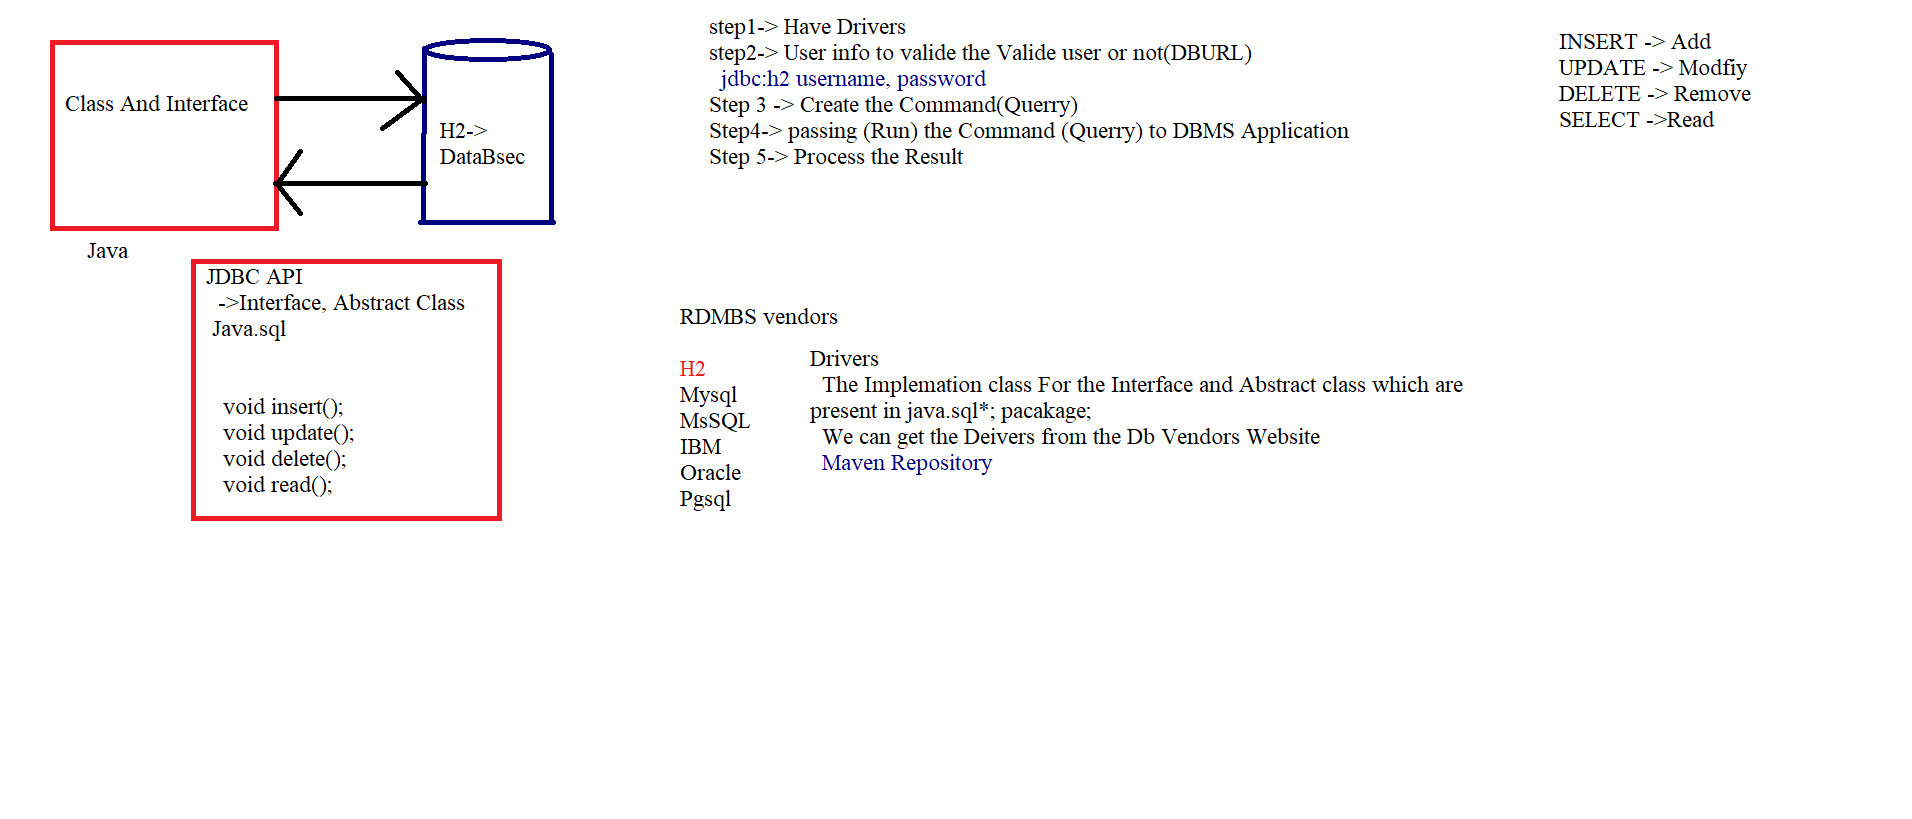 Class And Interface
H2->
DataBsec
Java
JDBC API
->Interface, Abstract Class
Java.sql
void insert();
void update();
void delete();
void read();
step1-> Have Drivers
step2-> User info to valide the Valide user or not(DBURL)
jdbc:h2 username, password
Step 3 -> Create the Command(Querry)
Step4-> passing (Run) the Command (Querry) to DBMS Application
Step 5-> Process the Result
INSERT -> Add
UPDATE -> Modfiy
DELETE -> Remove
SELECT ->Read
RDMBS vendors
H2
Mysql
MsSQL
IBM
Oracle
Pgsql
Drivers
The Implemation class For the Interface and Abstract class which are
present in java.sql*; pacakage;
We can get the Deivers from the Db Vendors Website
Maven Repository